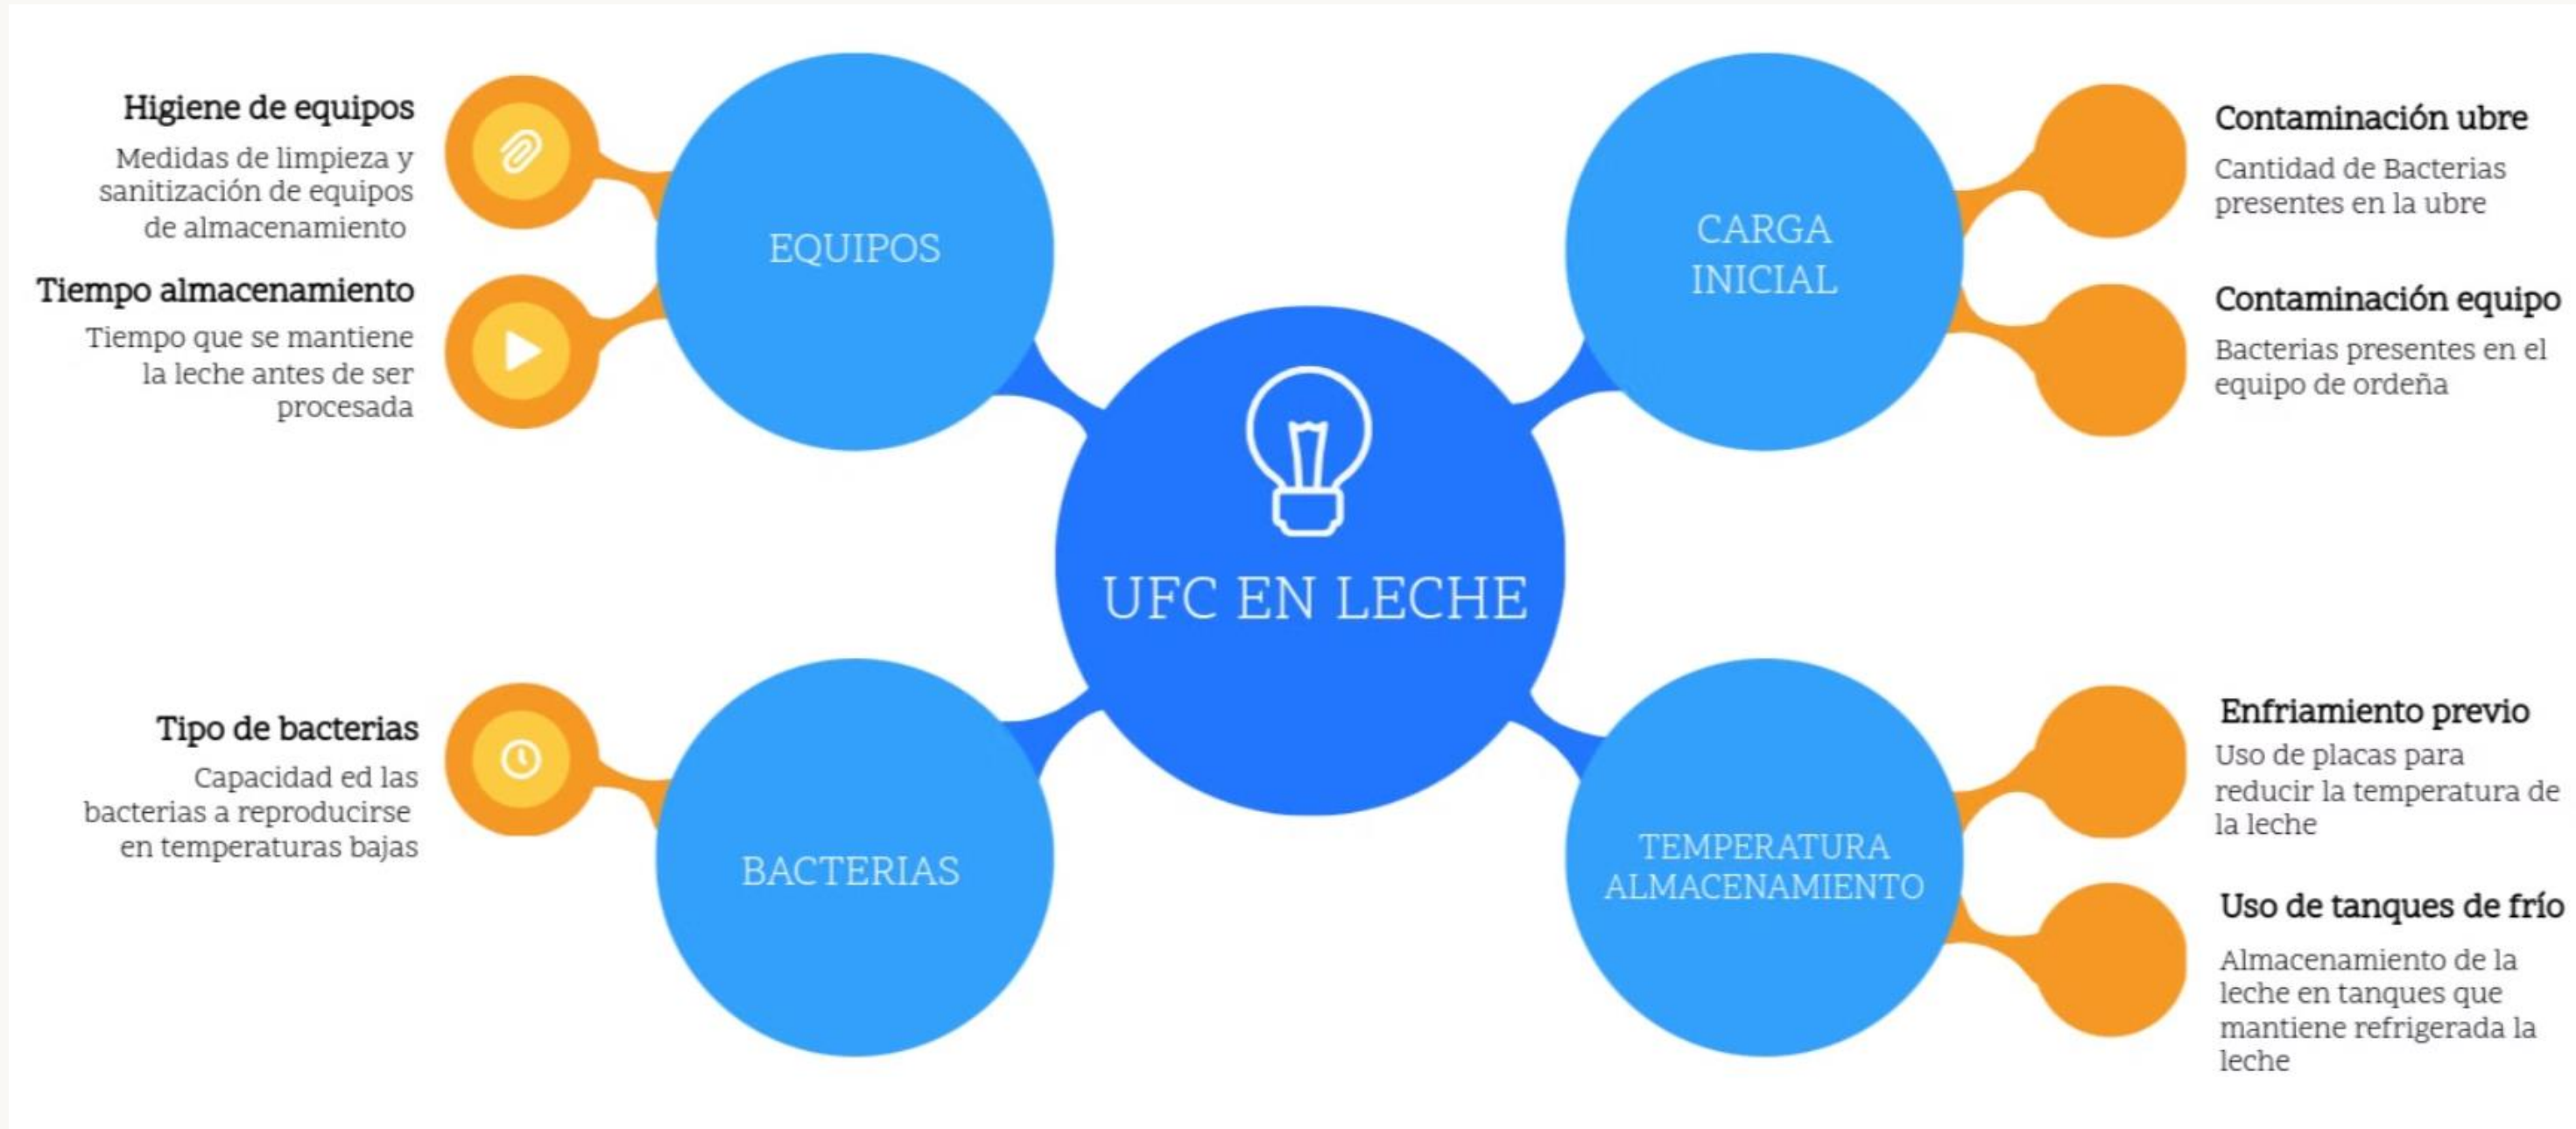 Higiene de equipos
Medidas de limpieza y
sanitización de equipos
de almacenamiento
Tiempo almacenamiento
Tiempo que se mantiene
la leche antes de ser
procesada
EQUIPOS
CARGA
INICIAL
Contaminación ubre
Cantidad de Bacterias
presentes en la ubre
Contaminación equipo
Bacterias presentes en el
equipo de ordeña
UFC EN LECHE
Tipo de bacterias
Capacidad ed las
bacterias a reproducirse
en temperaturas bajas
BACTERIAS
TEMPERATURA
ALMACENAMIENTO
Enfriamiento previo
Uso de placas para
reducir la temperatura de
la leche
Uso de tanques de frío
Almacenamiento de la
leche en tanques que
mantiene refrigerada la
leche